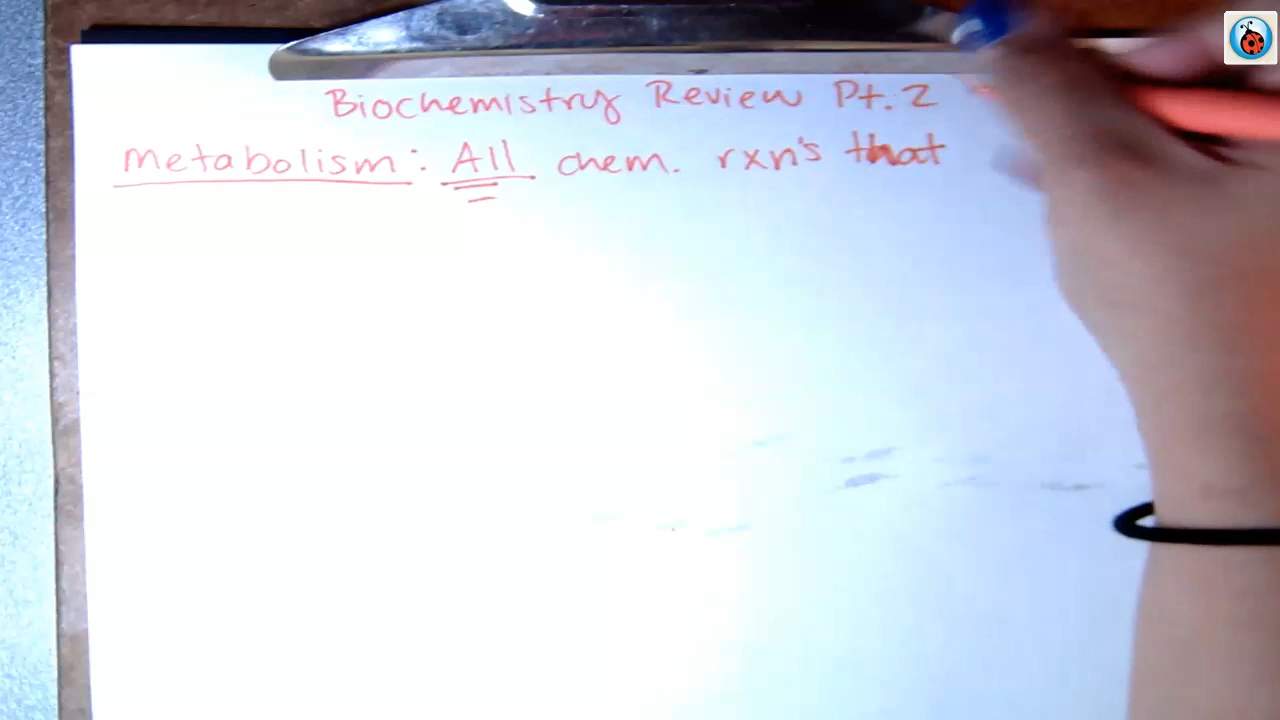 Biochemistry Review Pt. 2
Metabolism: All chem. rxn's that